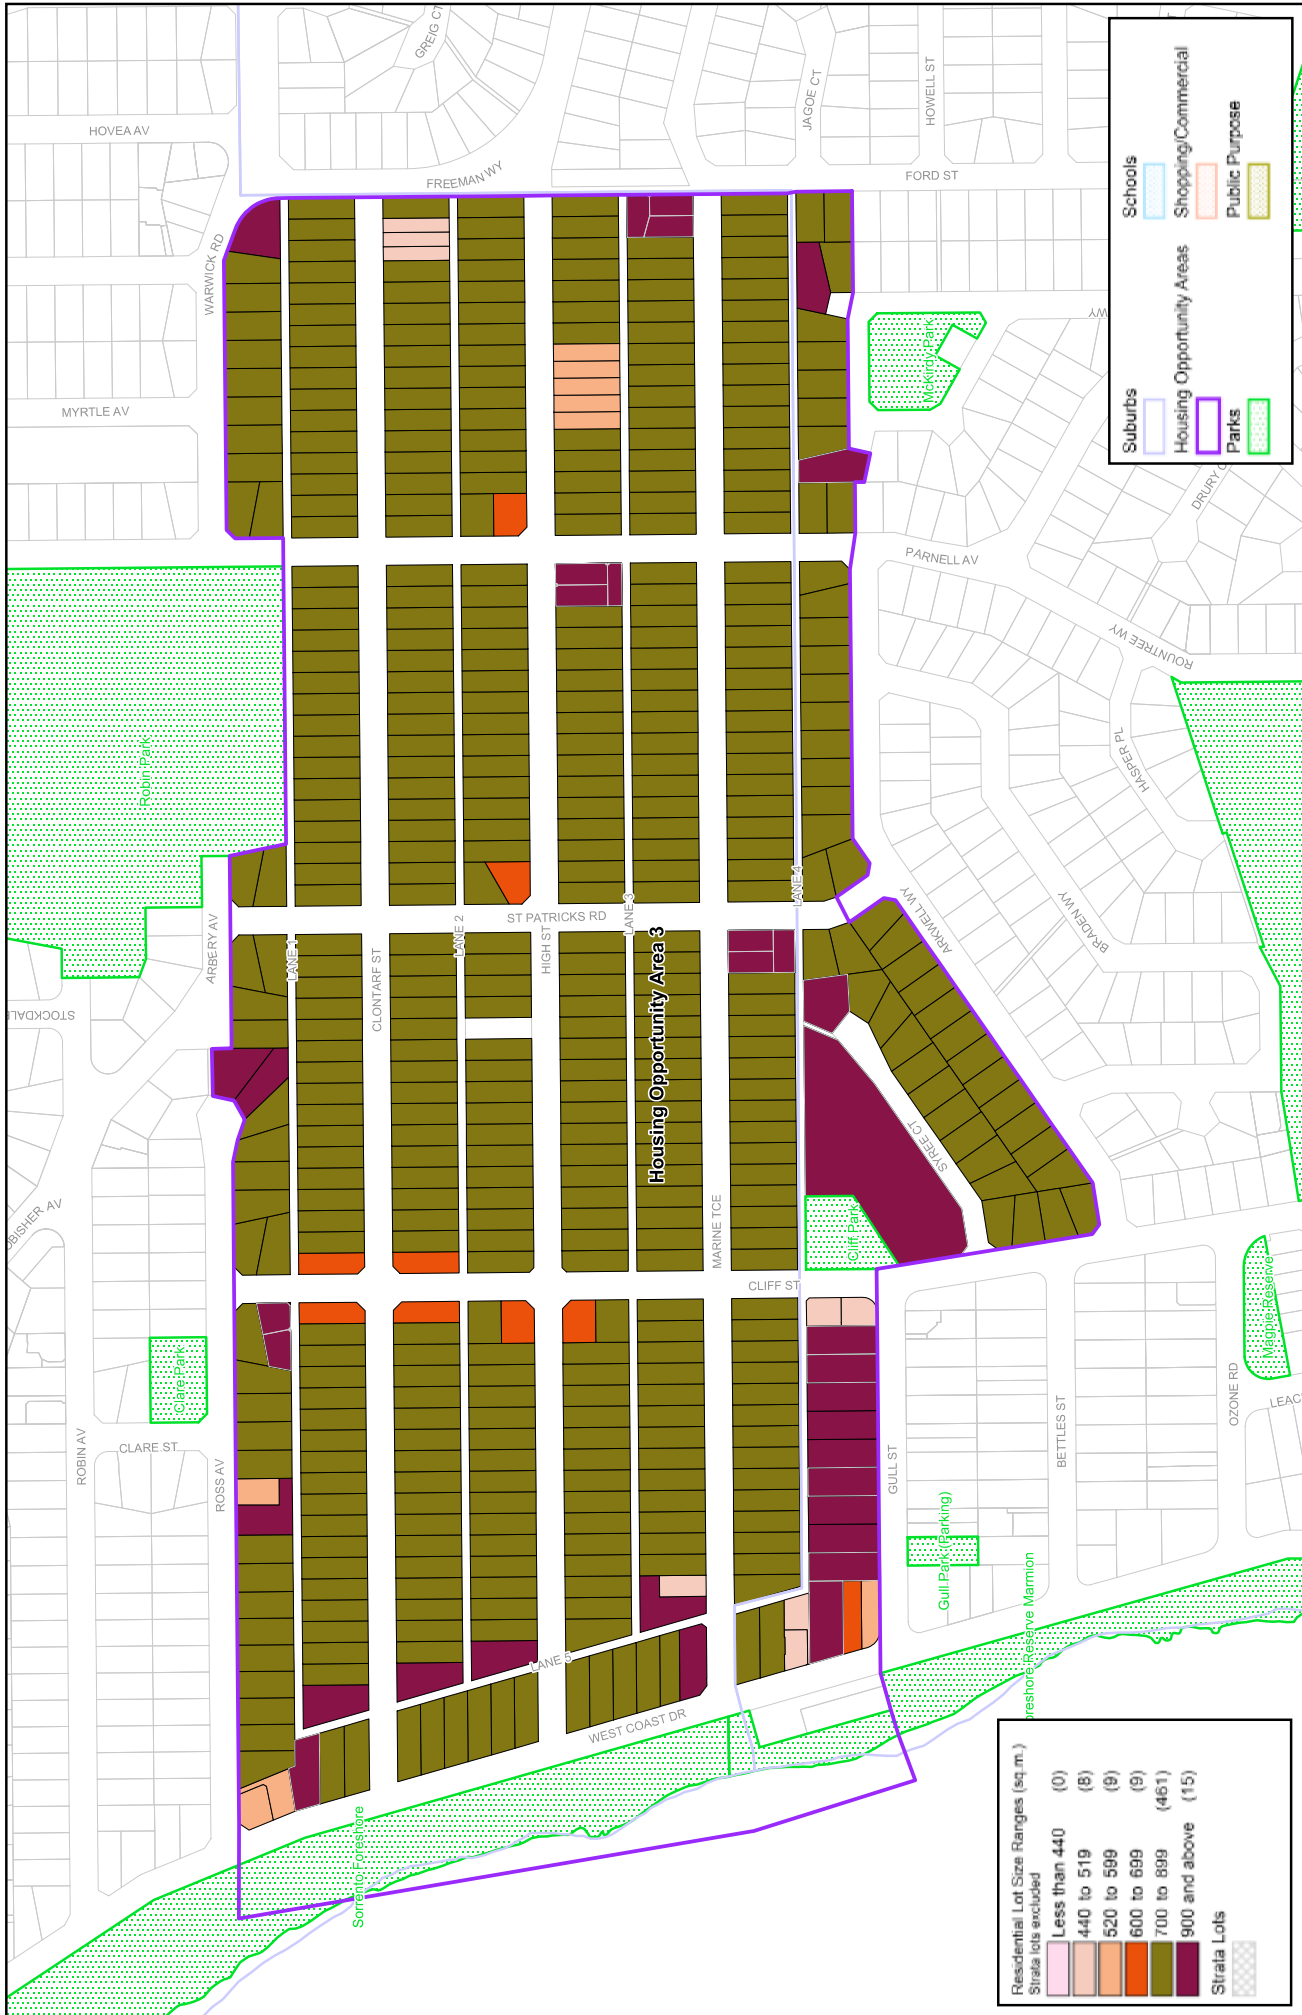 GREIG CT
HOVEA AV
JAGOE CT
HOWELL ST
FREEMAN WY
FORD ST
WARWICK RD
WY
McKirdy Park
MYRTLE AV
DRURY C
PARNELL AV
ROUNTREE WY
Robin Park
HASPER PL
ARKWELL WY
BRADEN WY
ARBERY AV
LANE 1
CLONTARF ST
LANE 2
ST PATRICKS RD
HIGH ST
LANE 3
LANE 4
STOCKDALE
Housing Opportunity Area 3
SYREE CT
OBISHER AV
MARINE TCE
Cliff Park
CLIFF ST
Magpie Reserve
Clare Park
ROBIN AV
CLARE ST
ROSS AV
GULL ST
BETTLES ST
OZONE RD
LEAC
Gull Park (Parking)
oreshore Reserve Marmion
LANE 5
WEST COAST DR
Sorrento Foreshore
Suburbs
Housing Opportunity Areas
Parks
Schools
Shopping/Commercial
Public Purpose
Residential Lot Size Ranges (sq.m.)
Strata lots excluded
Less than 440 (0)
440 to 519 (8)
520 to 599 (9)
600 to 699 (9)
700 to 899 (461)
900 and above (15)
Strata Lots